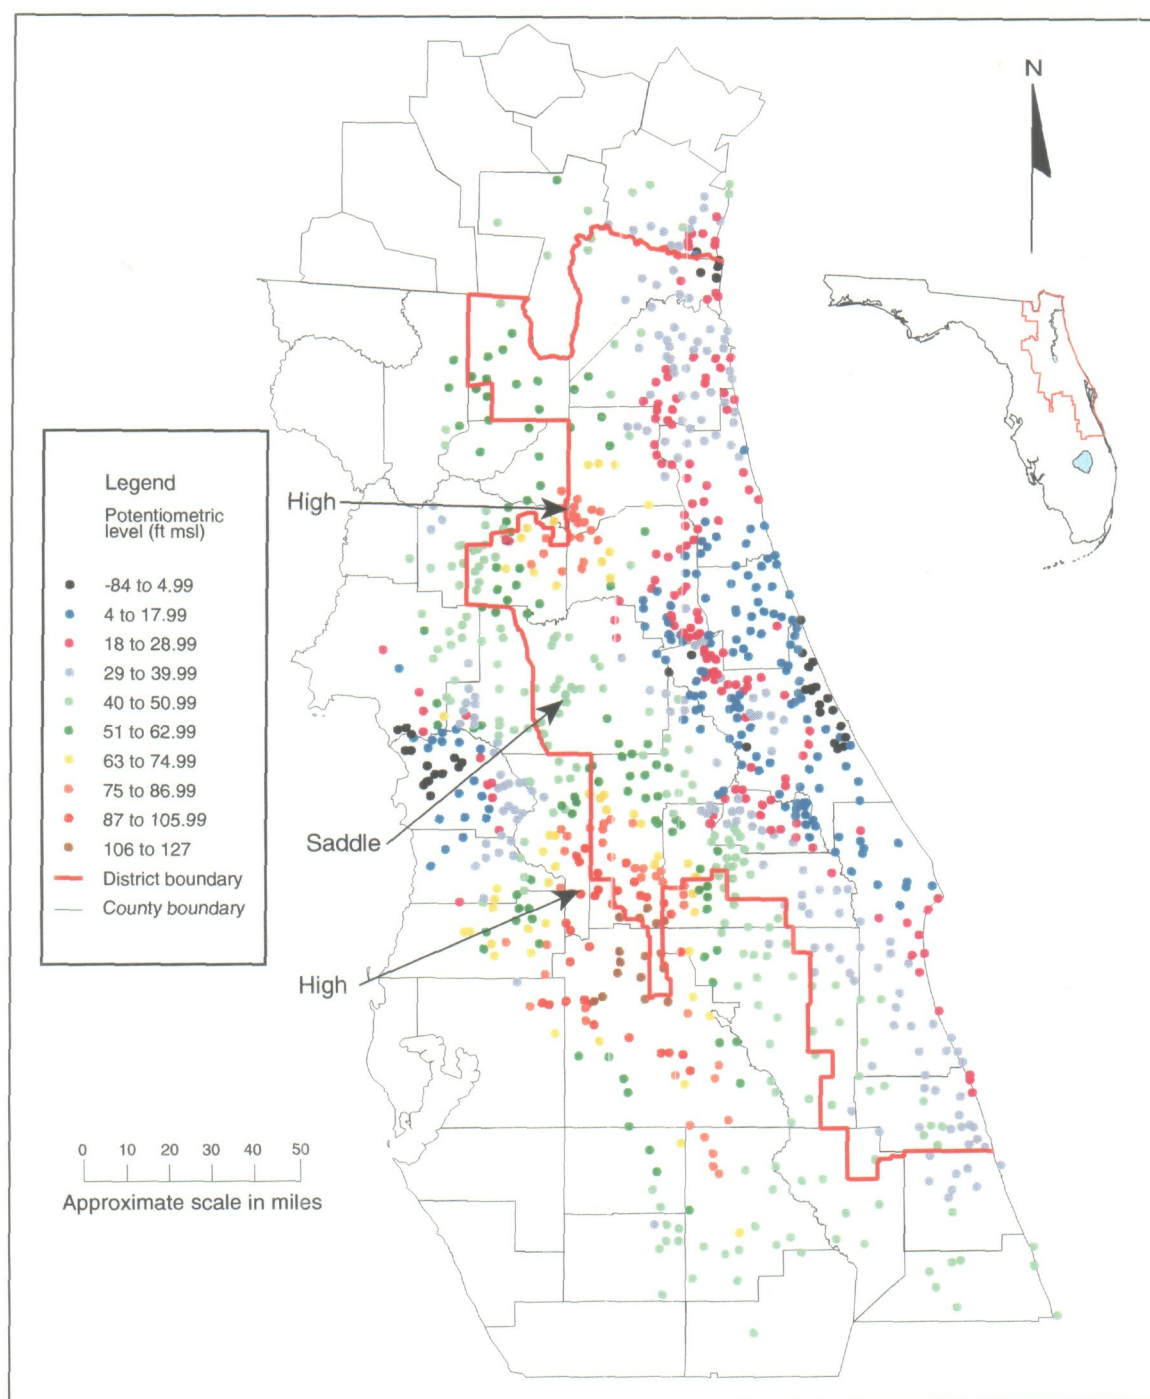 N
High
Legend
Potentiometric
level (ft msl)
-84 to 4.99
4 to 17.99
18 to 28.99
29 to 39.99
40 to 50.99
51 to 62.99
63 to 74.99
75 to 86.99
87 to 105.99
106 to 127
District boundary
County boundary
Saddle
High
0 10 20 30 40 50
Approximate scale in miles